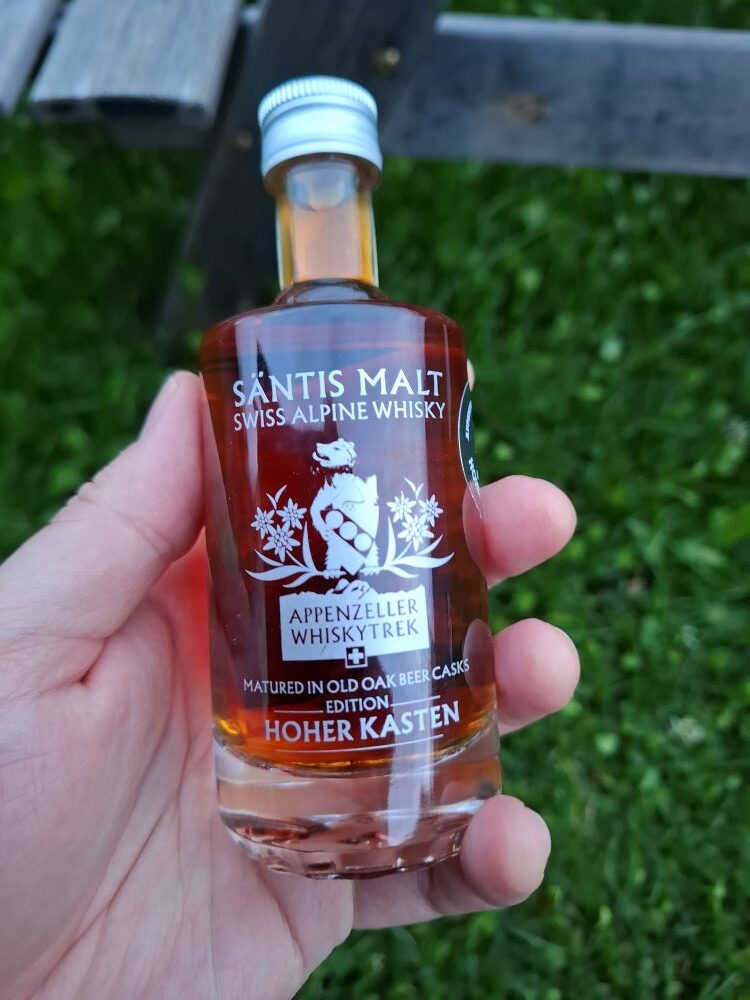 SÄNTIS MALT
SWISS ALPINE WHISKY
APPENZELLER
WHISKYTREK
MATURED IN OLD OAK BEER CASKS
EDITION
HOHER KASTEN